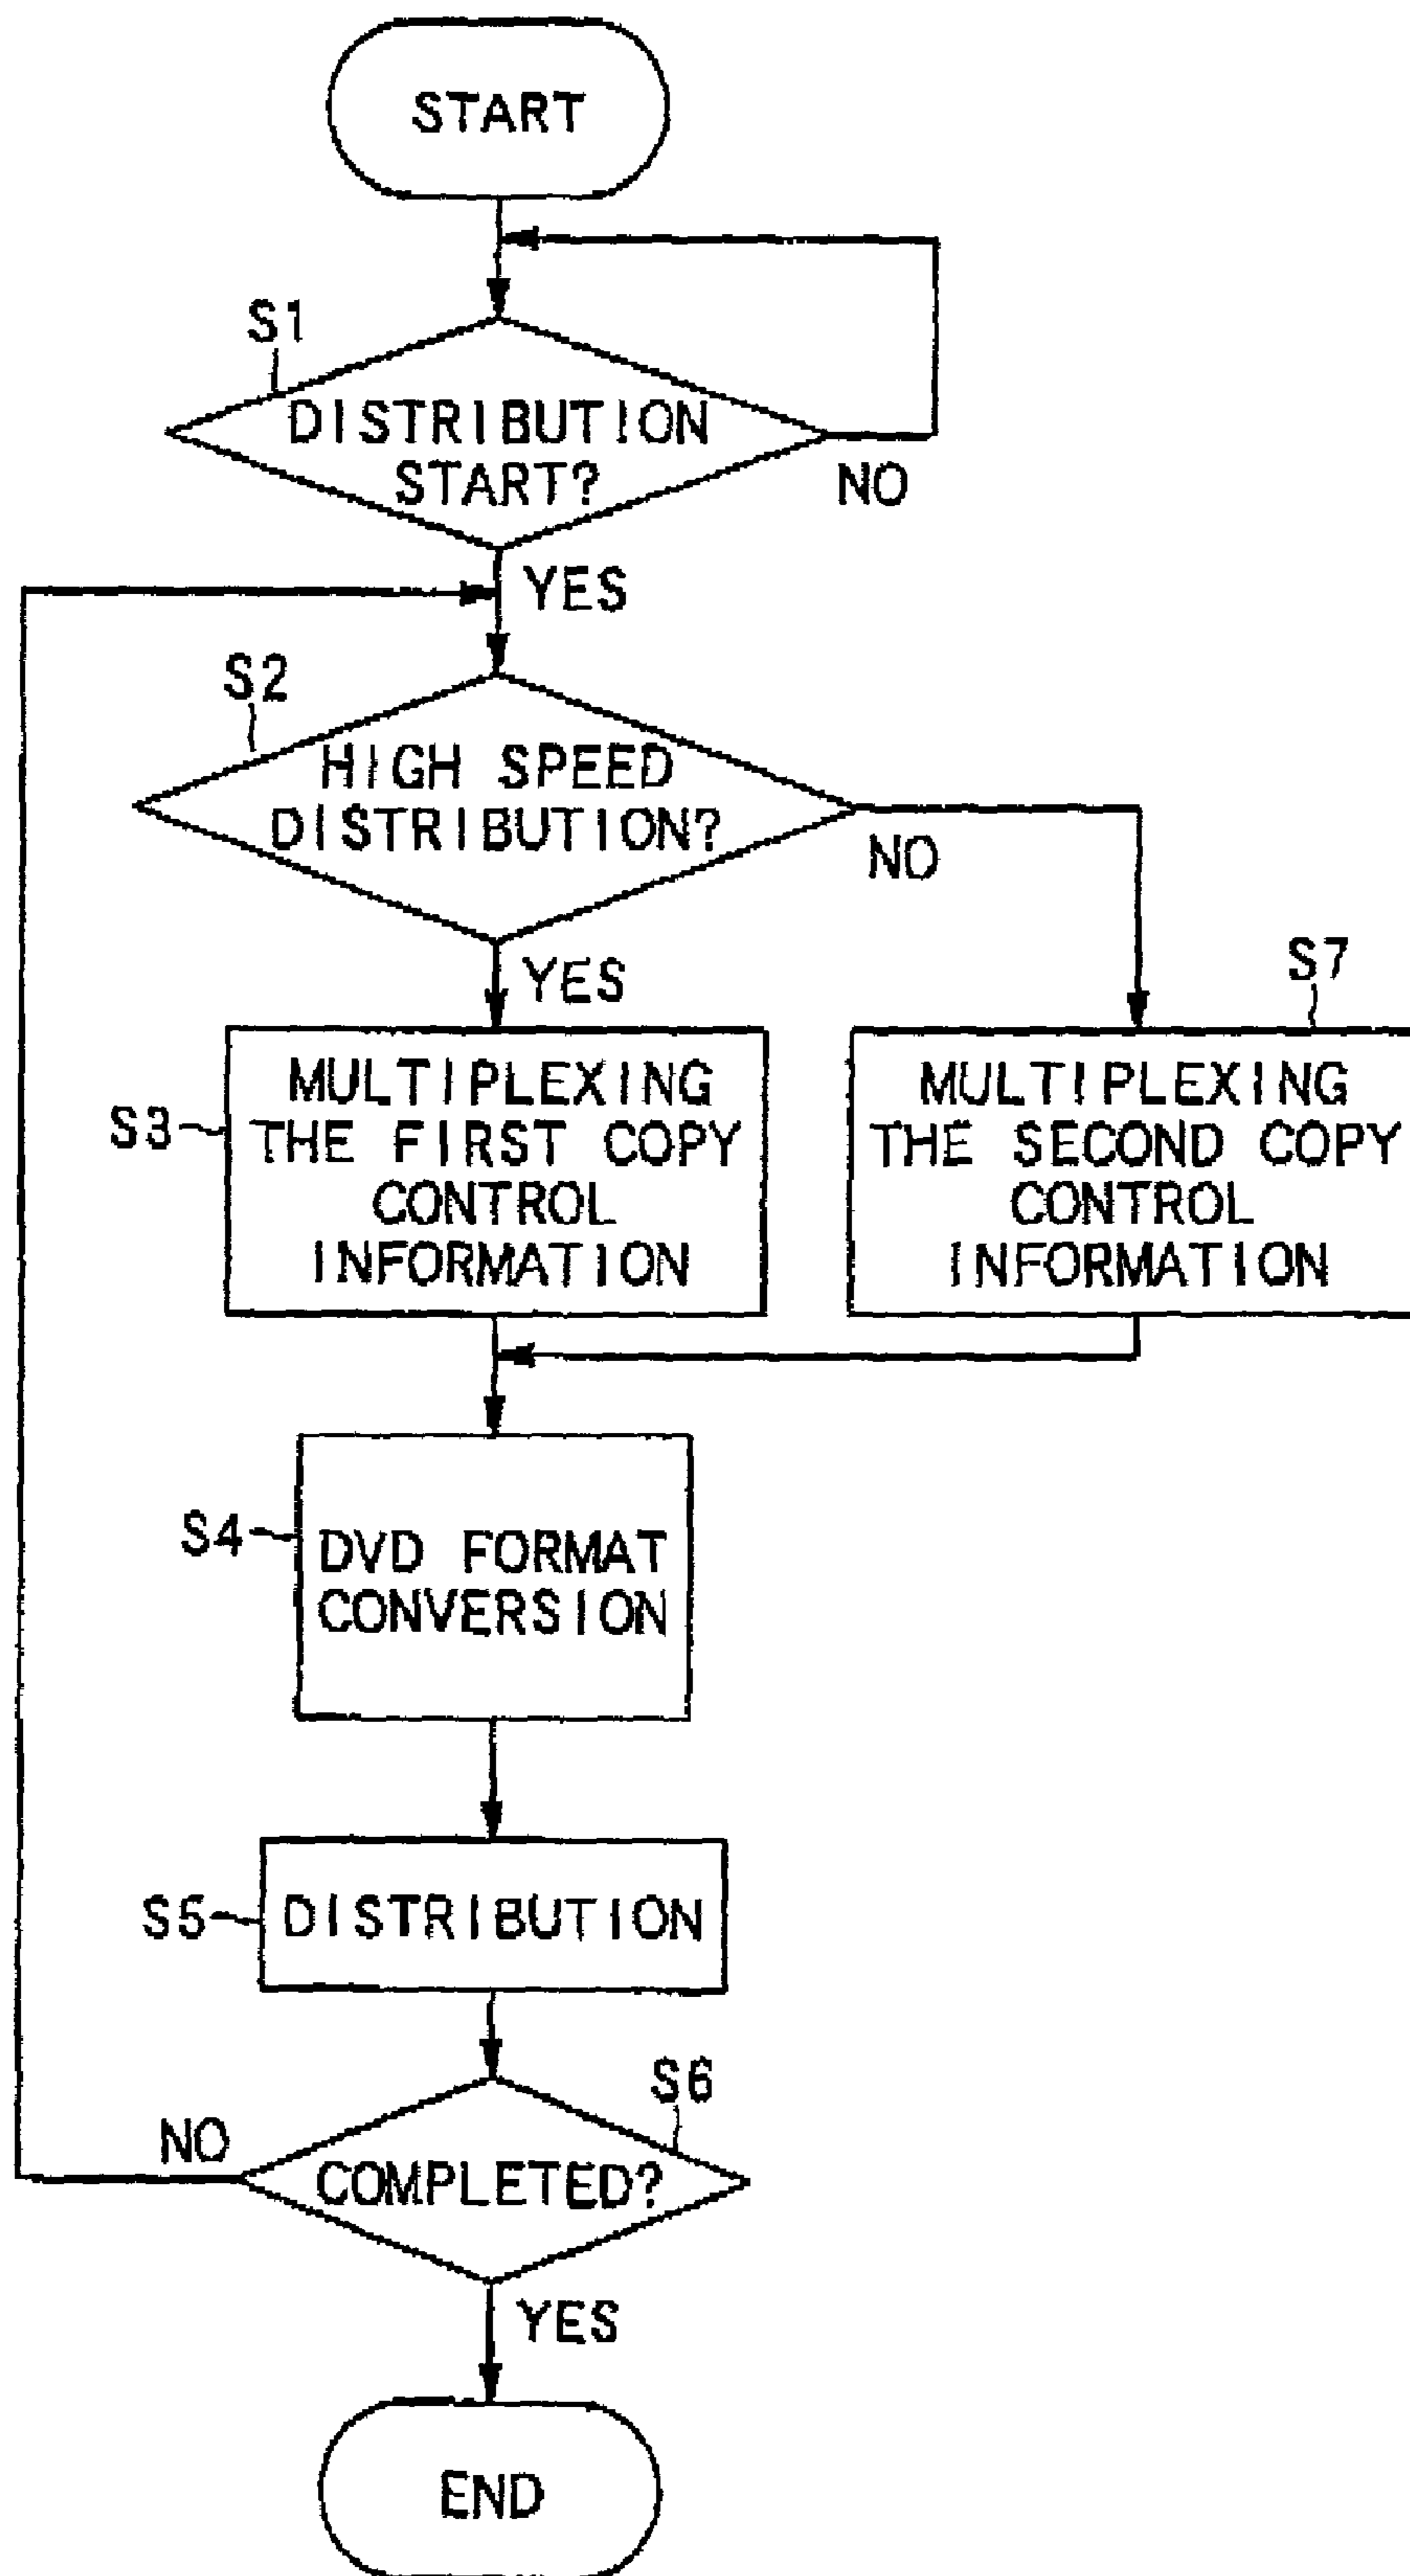 START
S1
DISTRIBUTION
START?
NO
YES
S2
HIGH SPEED
DISTRIBUTION?
NO
YES
S7
S3
MULTIPLEXING
THE FIRST COPY
CONTROL
INFORMATION
MULTIPLEXING
THE SECOND COPY
CONTROL
INFORMATION
S4
DVD FORMAT
CONVERSION
S5
DISTRIBUTION
S6
NO
COMPLETED?
YES
END